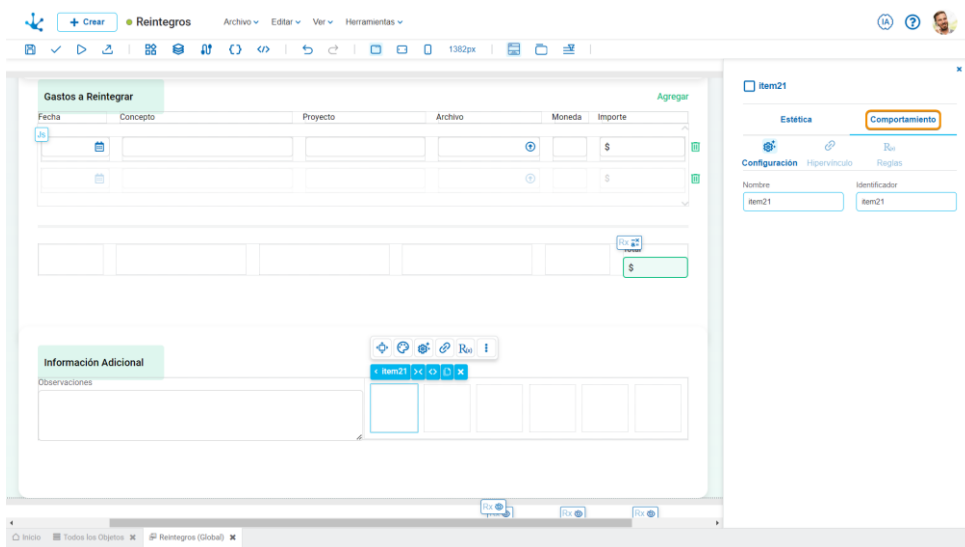 Crear
Reintegros
Archivo Editar Ver Herramientas
IA
?
1382px
item21
Estética Comportamiento
R(x)
Configuración Hipervínculo Reglas
Nombre Identificador
item21 item21
Gastos a Reintegrar Agregar
Fecha Concepto Proyecto Archivo Moneda Importe
Js
$
$
Rx
$
Información Adicional
R(x)
item21
Observaciones
Rx
Rx Rx
Inicio Todos los Objetos Reintegros (Global)